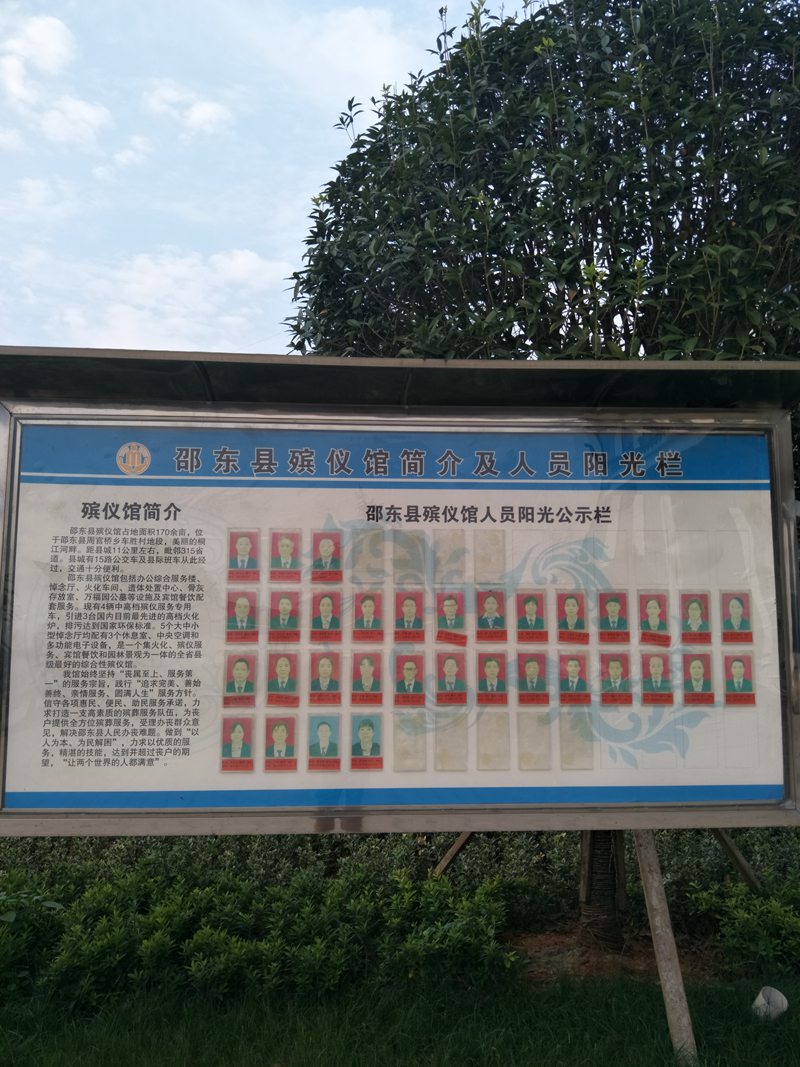 邵东县殡仪馆简介及人员阳光栏
殡仪馆简介
邵东县殡仪馆占地面积170余亩，位
于邵东县周官桥乡车胜村地段，美丽的桐
江河畔。距县城11公里左右，毗邻315省
道。县城有15路公交车及县际班车从此经
过，交通十分便利。
邵东县殡仪馆包括办公综合服务楼、
悼念厅、火化车间、遗体处置中心、骨灰
存放室、万福园公墓等设施及宾馆餐饮配
套服务。现有4辆中高档殡仪服务专用
车，引进3台国内目前最先进的高档火化
炉，排污达到国家环保标准。5个大中小
型悼念厅均配有3个休息室、中央空调和
多功能电子设备，是一个集火化、殡仪服
务、宾馆餐饮和园林景观为一体的全省县
级最好的综合性殡仪馆。
我馆始终坚持“丧属至上、服务第
一”的服务宗旨，践行“追求完美、善始
善终、亲情服务、圆满人生”服务方针。
信守各项惠民、便民、助民服务承诺，力
求打造一支高素质的殡葬服务队伍，为丧
户提供全方位殡葬服务，受理办丧群众意
见，解决邵东县人民办丧难题。做到“以
人为本、为民解困”，力求以优质的服
务，精湛的技能，达到并超过丧户的期
望，“让两个世界的人都满意”。
邵东县殡仪馆人员阳光公示栏